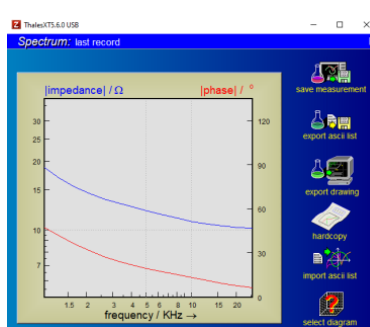 ThalesXT5.6.0 USB
Spectrum: last record
|impedance| / Ω |phase| / °
save measurement
30 120
25
export ascii list
20 90
export drawing
15
60
10
hardcopy
30
7
import ascii list
0
1.5 2 3 4 5 6 8 10 15 20
frequency / KHz →
select diagram